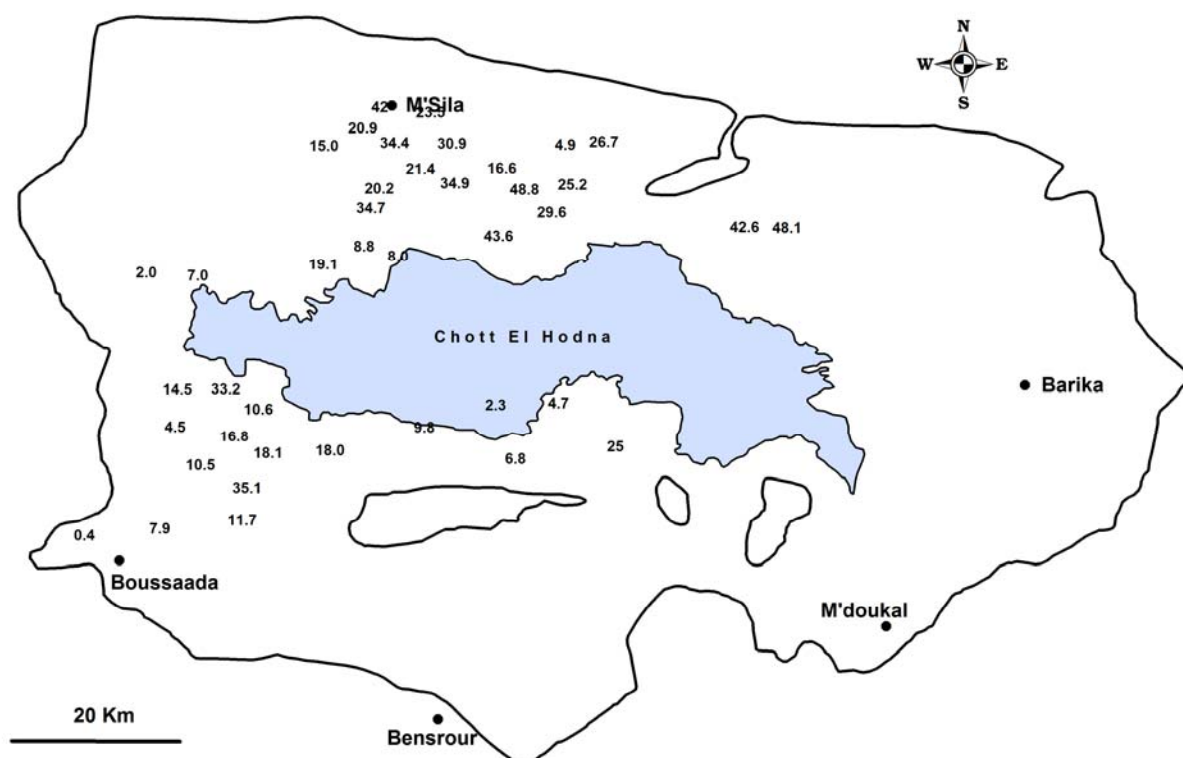 N
W E
S
42 M'Sila
23.5
20.9
15.0 34.4 30.9 4.9 26.7
21.4 16.6
20.2 34.9 48.8 25.2
34.7 29.6
42.6 48.1
43.6
8.8 8.0
19.1
2.0 7.0
Chott El Hodna
14.5 33.2 Barika
10.6 2.3 4.7
4.5 16.8 9.8
18.1 18.0 25
10.5 6.8
35.1
11.7
7.9
0.4
Boussaada
M'doukal
20 Km
Bensrour